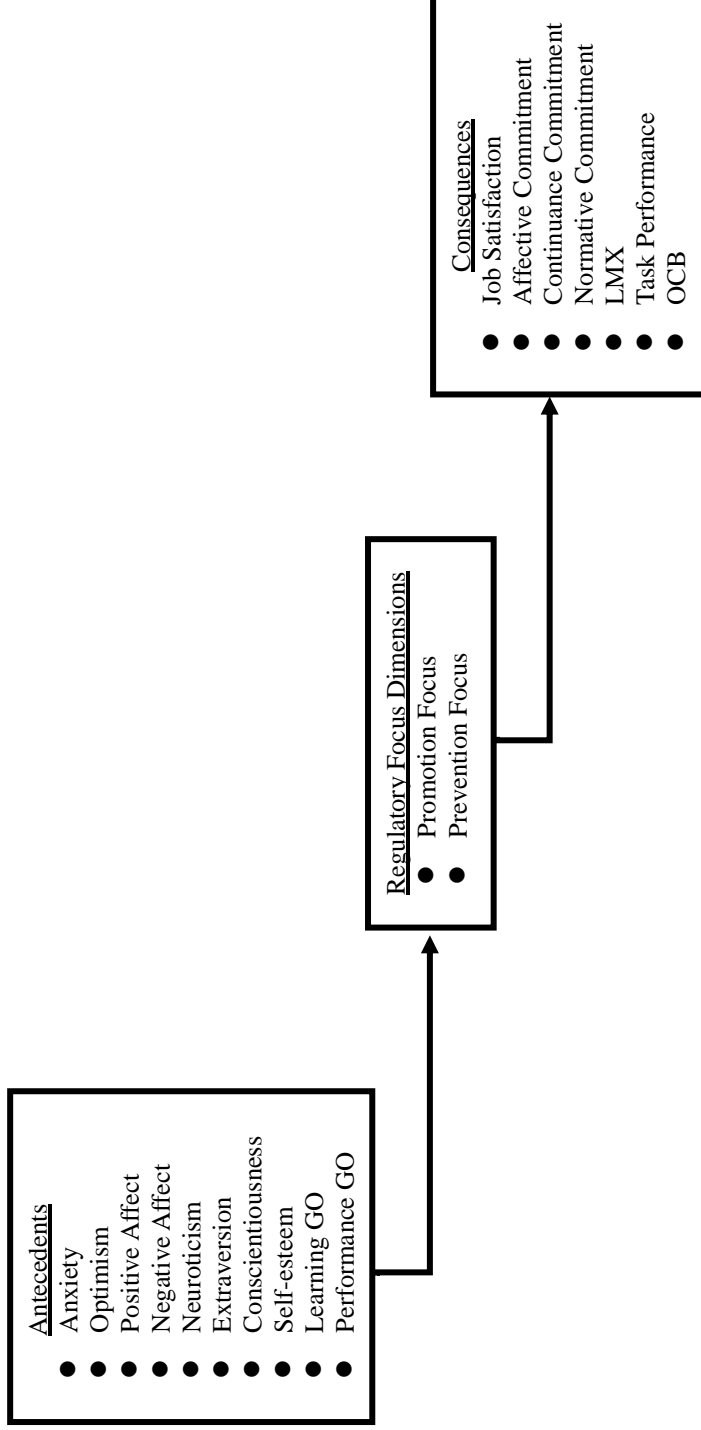 Antecedents
● Anxiety
● Optimism
● Positive Affect
● Negative Affect
● Neuroticism
● Extraversion
● Conscientiousness
● Self-esteem
● Learning GO
● Performance GO
Regulatory Focus Dimensions
● Promotion Focus
● Prevention Focus
Consequences
● Job Satisfaction
● Affective Commitment
● Continuance Commitment
● Normative Commitment
● LMX
● Task Performance
● OCB